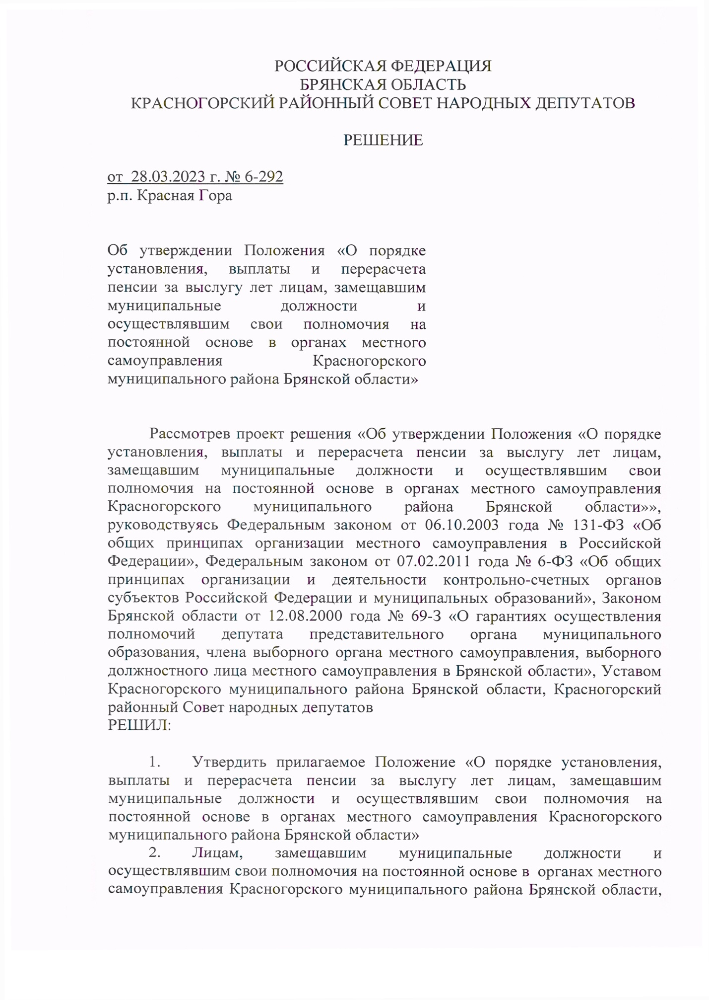 РОССИЙСКАЯ ФЕДЕРАЦИЯ
БРЯНСКАЯ ОБЛАСТЬ
КРАСНОГОРСКИЙ РАЙОННЫЙ СОВЕТ НАРОДНЫХ ДЕПУТАТОВ
РЕШЕНИЕ
от  28.03.2023 г. № 6-292
р.п. Красная Гора
Об утверждении Положения «О порядке
установления, выплаты и перерасчета
пенсии за выслугу лет лицам, замещавшим
муниципальные должности и
осуществлявшим свои полномочия на
постоянной основе в органах местного
самоуправления Красногорского
муниципального района Брянской области»
Рассмотрев проект решения «Об утверждении Положения «О порядке
установления, выплаты и перерасчета пенсии за выслугу лет лицам,
замещавшим муниципальные должности и осуществлявшим свои
полномочия на постоянной основе в органах местного самоуправления
Красногорского муниципального района Брянской области»»,
руководствуясь Федеральным законом от 06.10.2003 года № 131-ФЗ «Об
общих принципах организации местного самоуправления в Российской
Федерации», Федеральным законом от 07.02.2011 года № 6-ФЗ «Об общих
принципах организации и деятельности контрольно-счетных органов
субъектов Российской Федерации и муниципальных образований», Законом
Брянской области от 12.08.2000 года № 69-З «О гарантиях осуществления
полномочий депутата представительного органа муниципального
образования, члена выборного органа местного самоуправления, выборного
должностного лица местного самоуправления в Брянской области», Уставом
Красногорского муниципального района Брянской области, Красногорский
районный Совет народных депутатов
РЕШИЛ:
1. Утвердить прилагаемое Положение «О порядке установления,
выплаты и перерасчета пенсии за выслугу лет лицам, замещавшим
муниципальные должности и осуществлявшим свои полномочия на
постоянной основе в органах местного самоуправления Красногорского
муниципального района Брянской области»
2. Лицам, замещавшим муниципальные должности и
осуществлявшим свои полномочия на постоянной основе в  органах местного
самоуправления Красногорского муниципального района Брянской области,